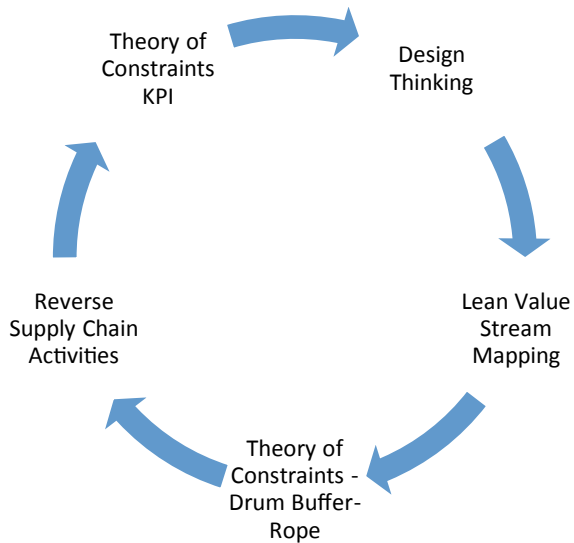 Theory of
Constraints
KPI
Design
Thinking
Lean Value
Stream
Mapping
Theory of
Constraints -
Drum Buffer-
Rope
Reverse
Supply Chain
Activities